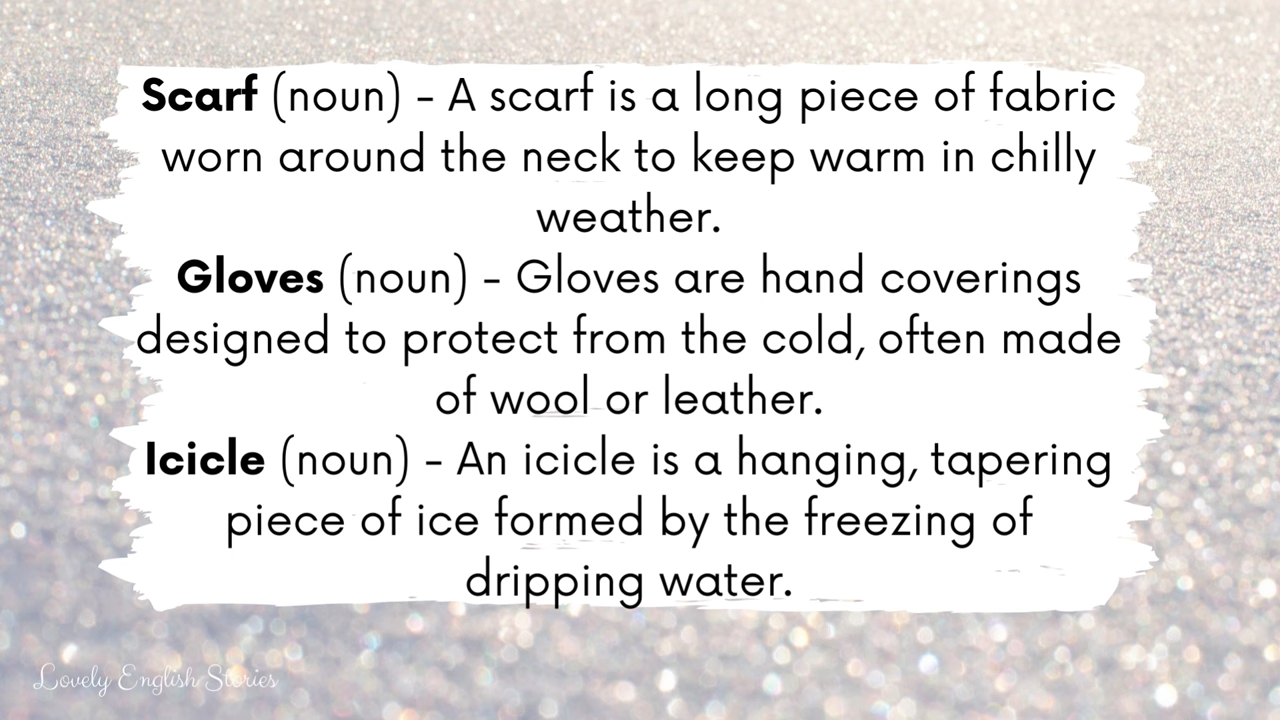 Scarf (noun) – A scarf is a long piece of fabric
worn around the neck to keep warm in chilly
weather.
Gloves (noun) – Gloves are hand coverings
designed to protect from the cold, often made
of wool or leather.
Icicle (noun) – An icicle is a hanging, tapering
piece of ice formed by the freezing of
dripping water.
Lovely English Stories